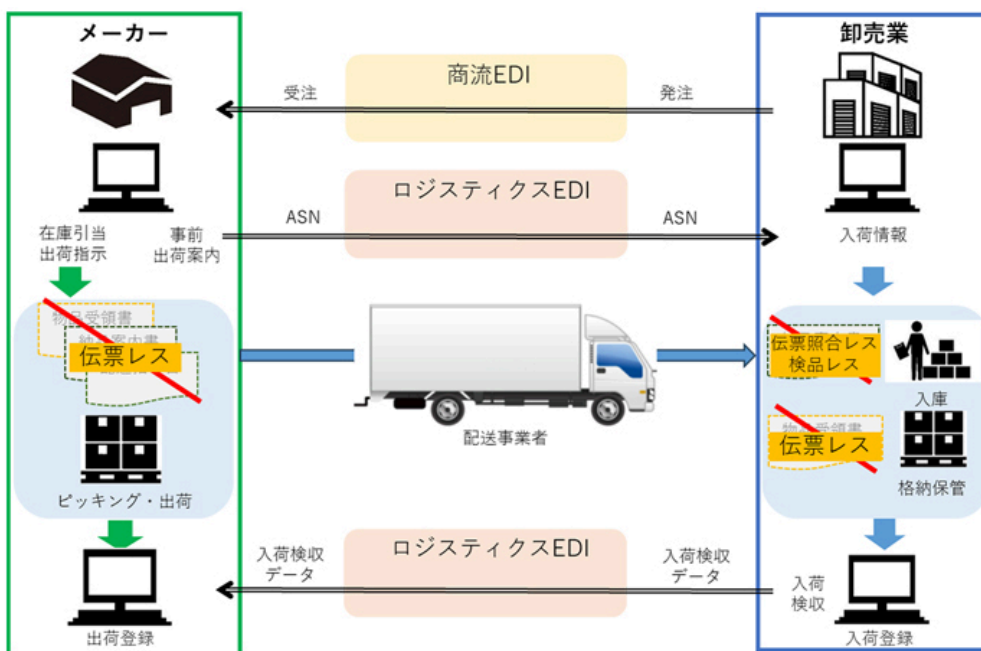 メーカー
卸売業
商流EDI
受注
発注
ロジスティクスEDI
ASN
ASN
在庫引当
出荷指示
事前
出荷案内
入荷情報
物品受領書
伝票レス
伝票照合レス
検品レス
入庫
配送事業者
伝票レス
ピッキング・出荷
格納保管
ロジスティクスEDI
入荷検収
データ
入荷検収
データ
入荷
検収
出荷登録
入荷登録